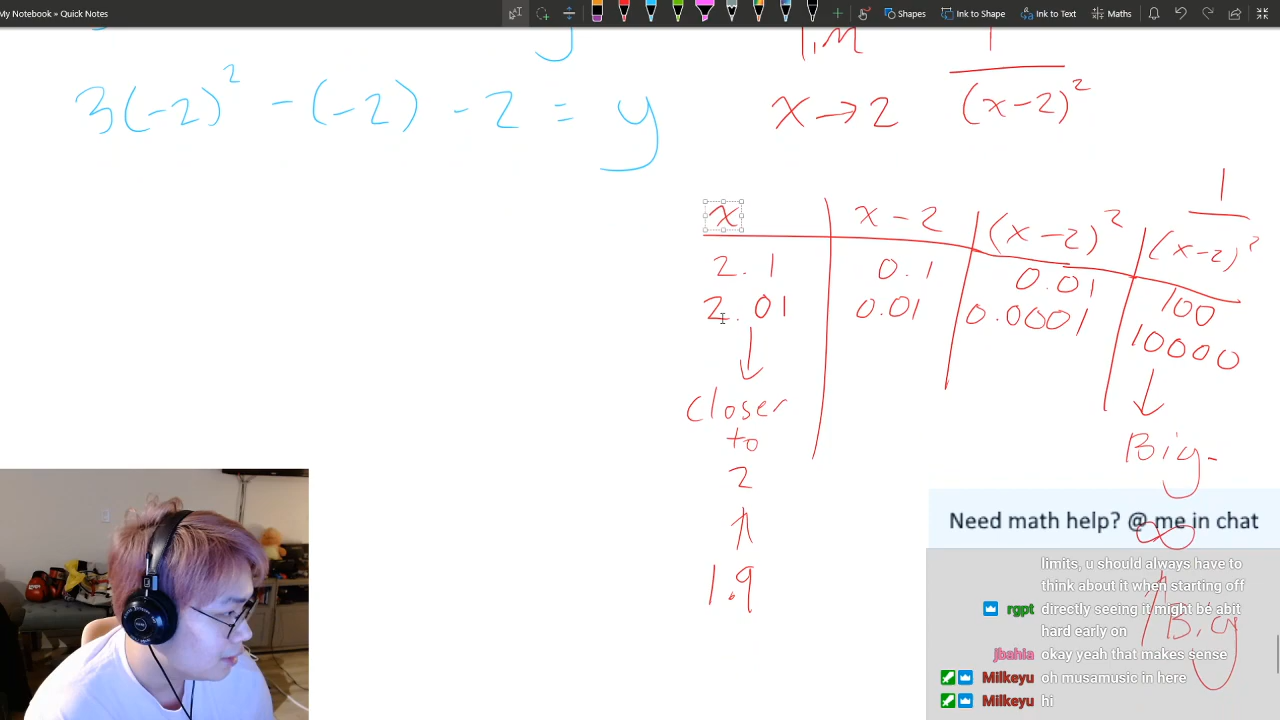 My Notebook » Quick Notes
Shapes
Ink to Shape
Ink to Text
Maths
3(-2)² - (-2) - 2 = y
lim 1
x → 2 (x-2)²
x x-2 (x-2)² 1
(x-2)²
2.1 0.1 0.01 100
2.01 0.01 0.0001 10000
closer
to
2
1.9
Big
∞
Big
Need math help? @ me in chat
limits, u should always have to
think about it when starting off
rgpt directly seeing it might be abit
hard early on
jbahia okay yeah that makes sense
Milkeyu oh musamusic in here
Milkeyu hi